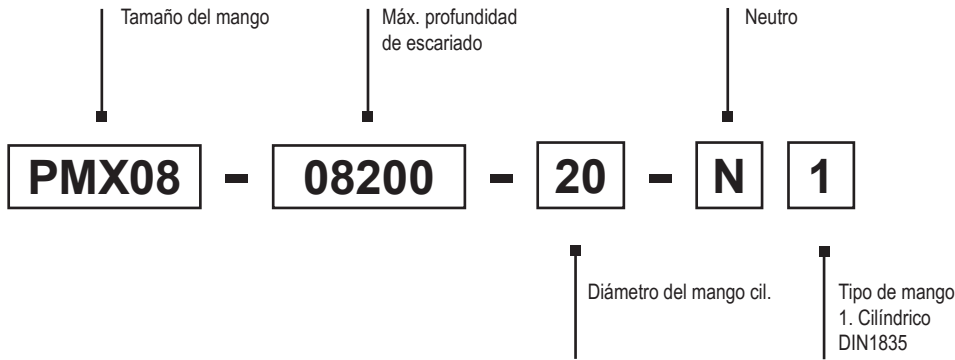 Tamaño del mango
Máx. profundidad
de escariado
Neutro
PMX08 - 08200 - 20 - N 1
Diámetro del mango cil.
Tipo de mango
1. Cilíndrico
DIN1835